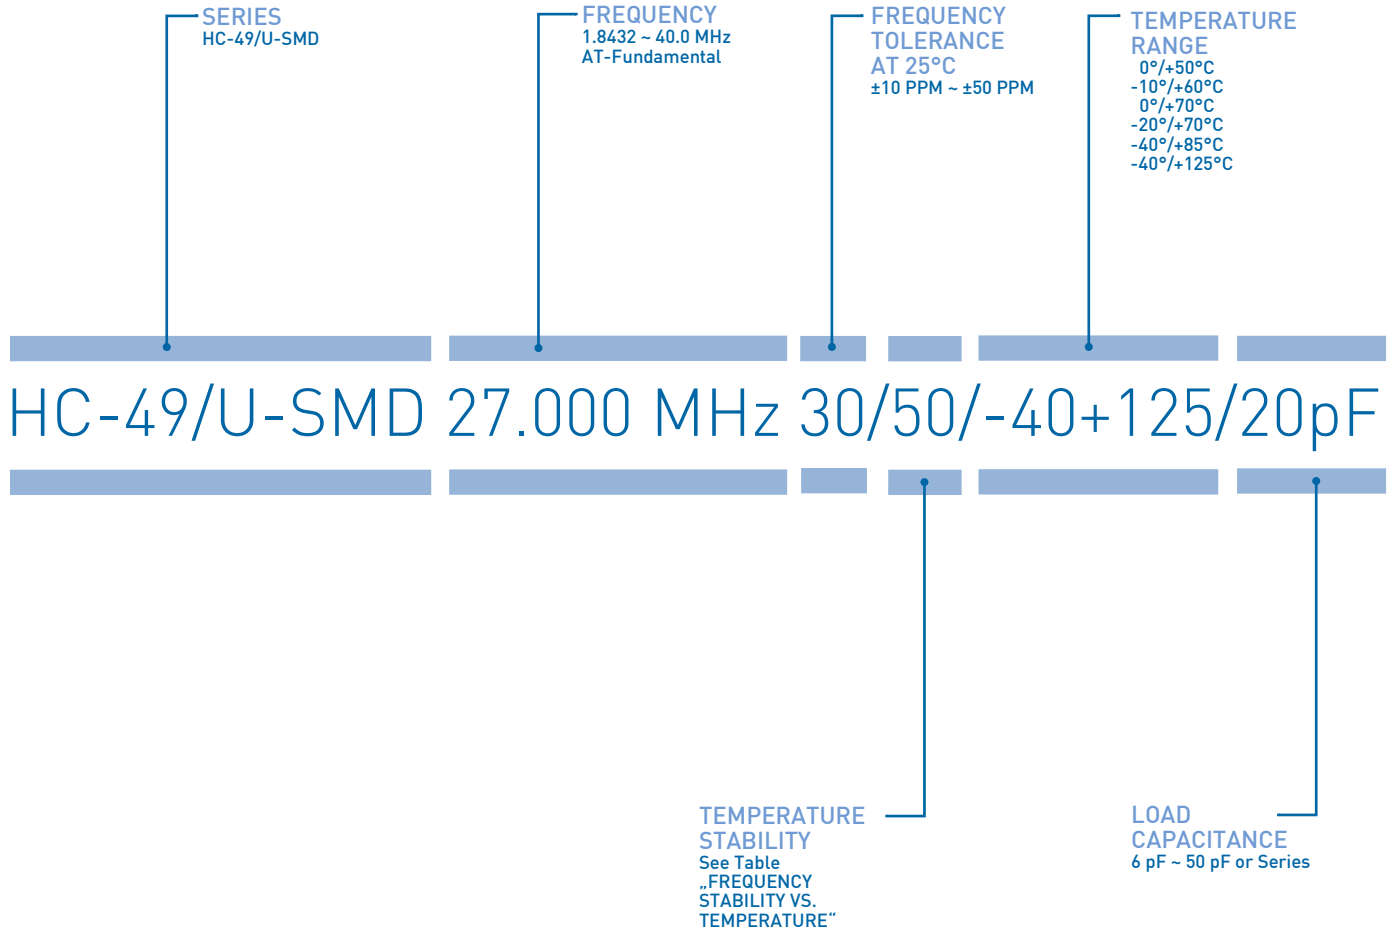 SERIES
HC-49/U-SMD
FREQUENCY
1.8432 ~ 40.0 MHz
AT-Fundamental
FREQUENCY
TOLERANCE
AT 25°C
±10 PPM ~ ±50 PPM
TEMPERATURE
RANGE
0°/+50°C
-10°/+60°C
0°/+70°C
-20°/+70°C
-40°/+85°C
-40°/+125°C
HC-49/U-SMD 27.000 MHz 30/50/-40+125/20pF
TEMPERATURE
STABILITY
See Table
„FREQUENCY
STABILITY VS.
TEMPERATURE“
LOAD
CAPACITANCE
6 pF ~ 50 pF or Series